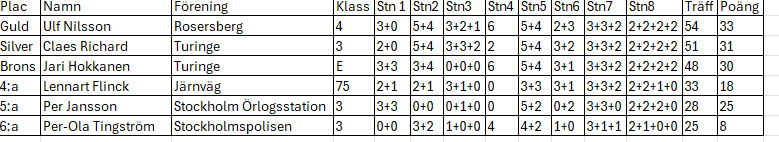 Plac Namn Förening Klass Stn 1 Stn2 Stn3 Stn4 Stn5 Stn6 Stn7 Stn8 Träff Poäng
Guld Ulf Nilsson Rosersberg 4 3+0 5+4 3+2+1 6 5+4 2+3 3+3+2 2+2+2+2 54 33
Silver Claes Richard Turinge 3 2+0 5+4 3+3+2 2 5+4 3+2 3+3+2 2+2+2+2 51 31
Brons Jari Hokkanen Turinge E 3+3 3+4 0+0+0 6 5+4 3+1 3+3+2 2+2+2+2 48 30
4:a Lennart Flinck Järnväg 75 2+1 2+1 3+1+0 0 3+3 3+1 3+3+2 2+2+1+0 33 18
5:a Per Jansson Stockholm Örlogsstation 3 3+3 0+0 0+1+0 0 5+2 0+2 3+3+0 2+2+2+0 28 25
6:a Per-Ola Tingström Stockholmspolisen 3 0+0 3+2 1+0+0 4 4+2 1+0 3+1+1 2+1+0+0 25 8